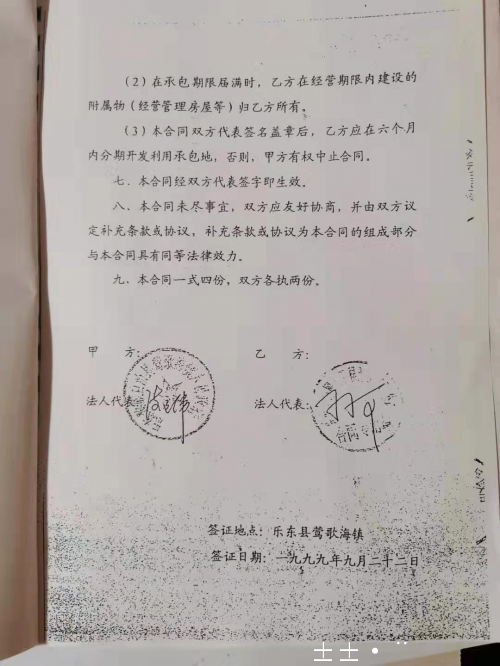 (2)在承包期限届满时，乙方在经营期限内建设的
附属物(经营管理房屋等)归乙方所有。
(3)本合同双方代表签名盖章后，乙方应在六个月
内分期开发利用承包地，否则，甲方有权中止合同。
七、本合同经双方代表签字即生效。
八、本合同未尽事宜，双方应友好协商，并由双方议
定补充条款或协议，补充条款或协议为本合同的组成部分
与本合同具有同等法律效力。
九、本合同一式四份，双方各执两份。
甲 方： 乙 方：
法人代表： 法人代表：
签证地点：乐东县莺歌海镇
签证日期：一九九九年九月二十二日